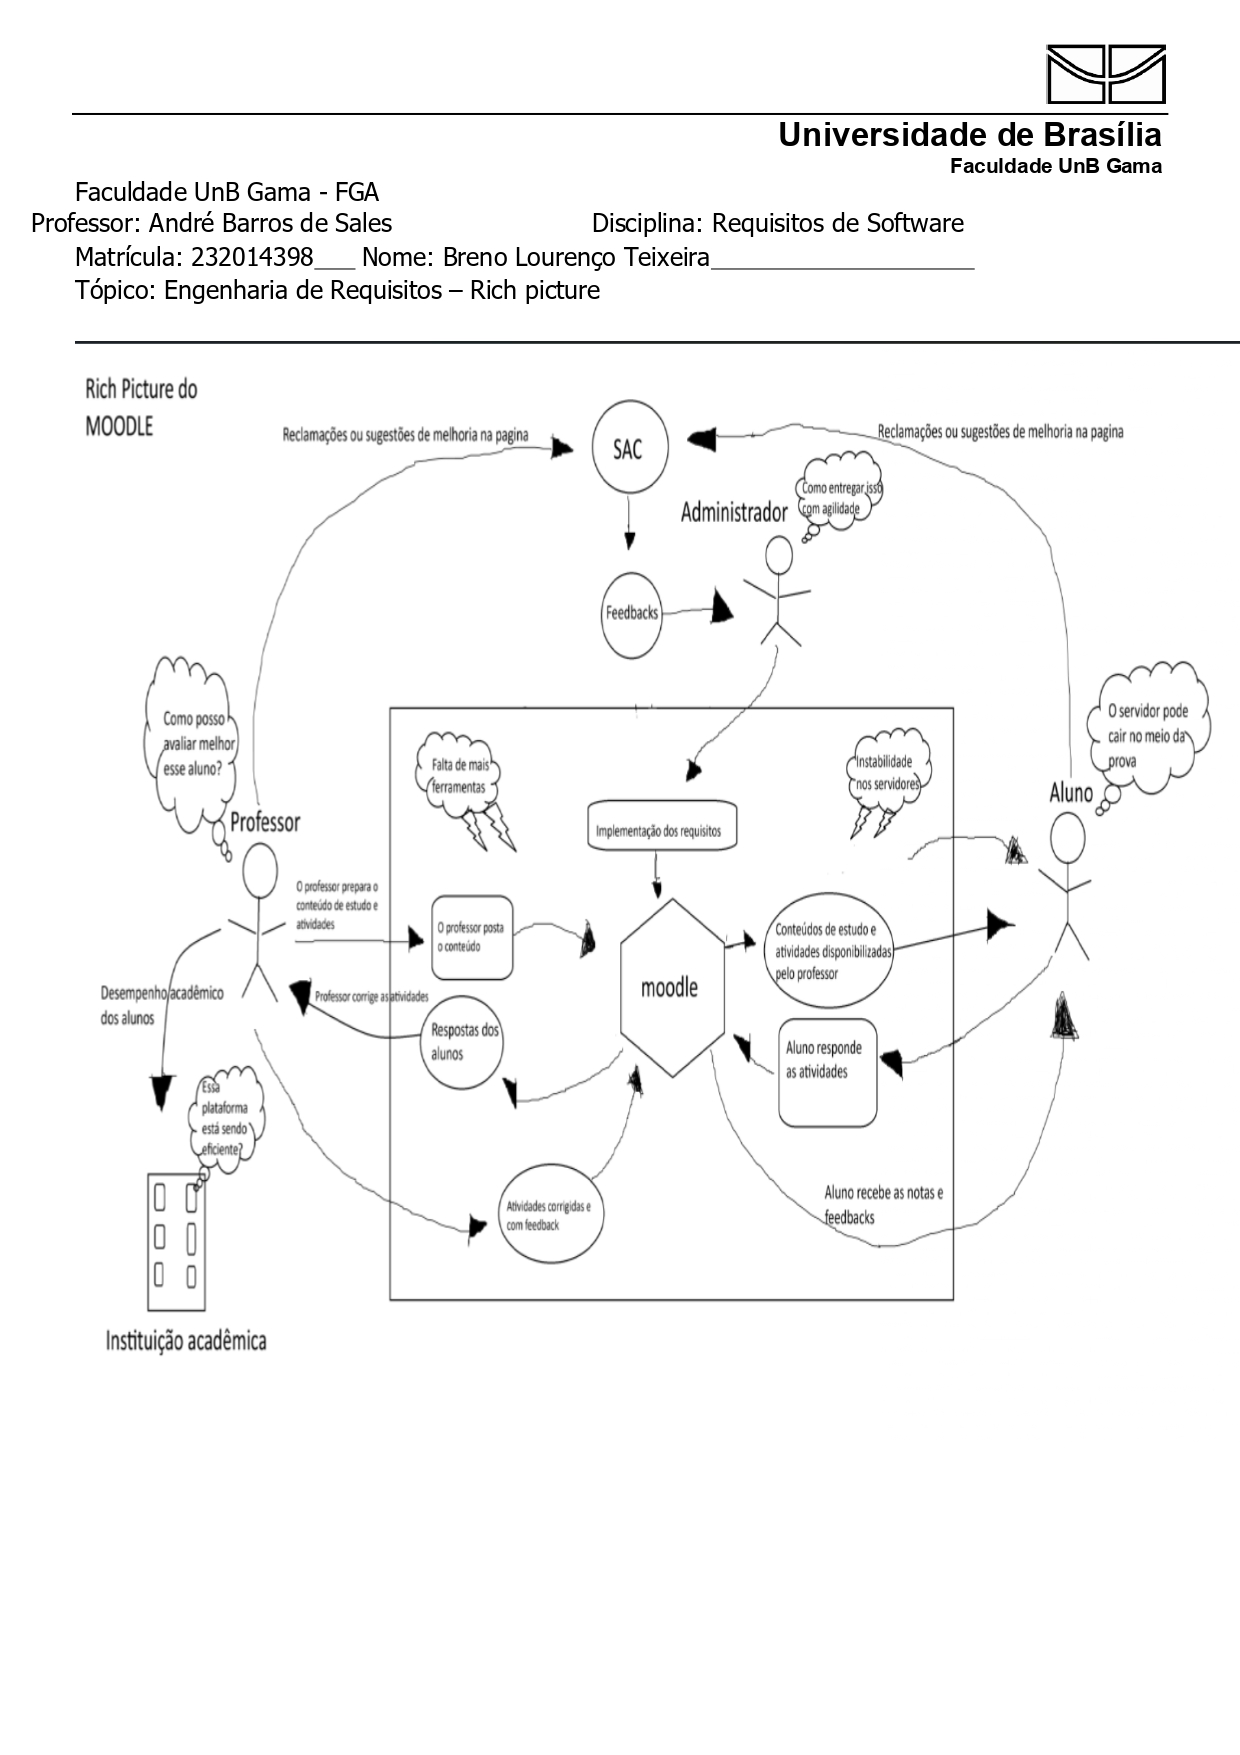 Universidade de Brasília
Faculdade UnB Gama
Faculdade UnB Gama - FGA
Professor: André Barros de Sales Disciplina: Requisitos de Software
Matrícula: 232014398___ Nome: Breno Lourenço Teixeira___________________
Tópico: Engenharia de Requisitos – Rich picture
Rich Picture do
MOODLE
Reclamações ou sugestões de melhoria na pagina
SAC
Reclamações ou sugestões de melhoria na pagina
Administrador
Como entregar isso
com agilidade
Feedbacks
Como posso
avaliar melhor
esse aluno?
Professor
Falta de mais
ferramentas
Instabilidade
nos servidores
O servidor pode
cair no meio da
prova
Aluno
Implementação dos requisitos
O professor prepara o
conteúdo de estudo e
atividades
O professor posta
o conteúdo
moodle
Conteúdos de estudo e
atividades disponibilizadas
pelo professor
Desempenho acadêmico
dos alunos
Professor corrige as atividades
Respostas dos
alunos
Aluno responde
as atividades
Essa
plataforma
está sendo
eficiente?
Atividades corrigidas e
com feedback
Aluno recebe as notas e
feedbacks
Instituição acadêmica